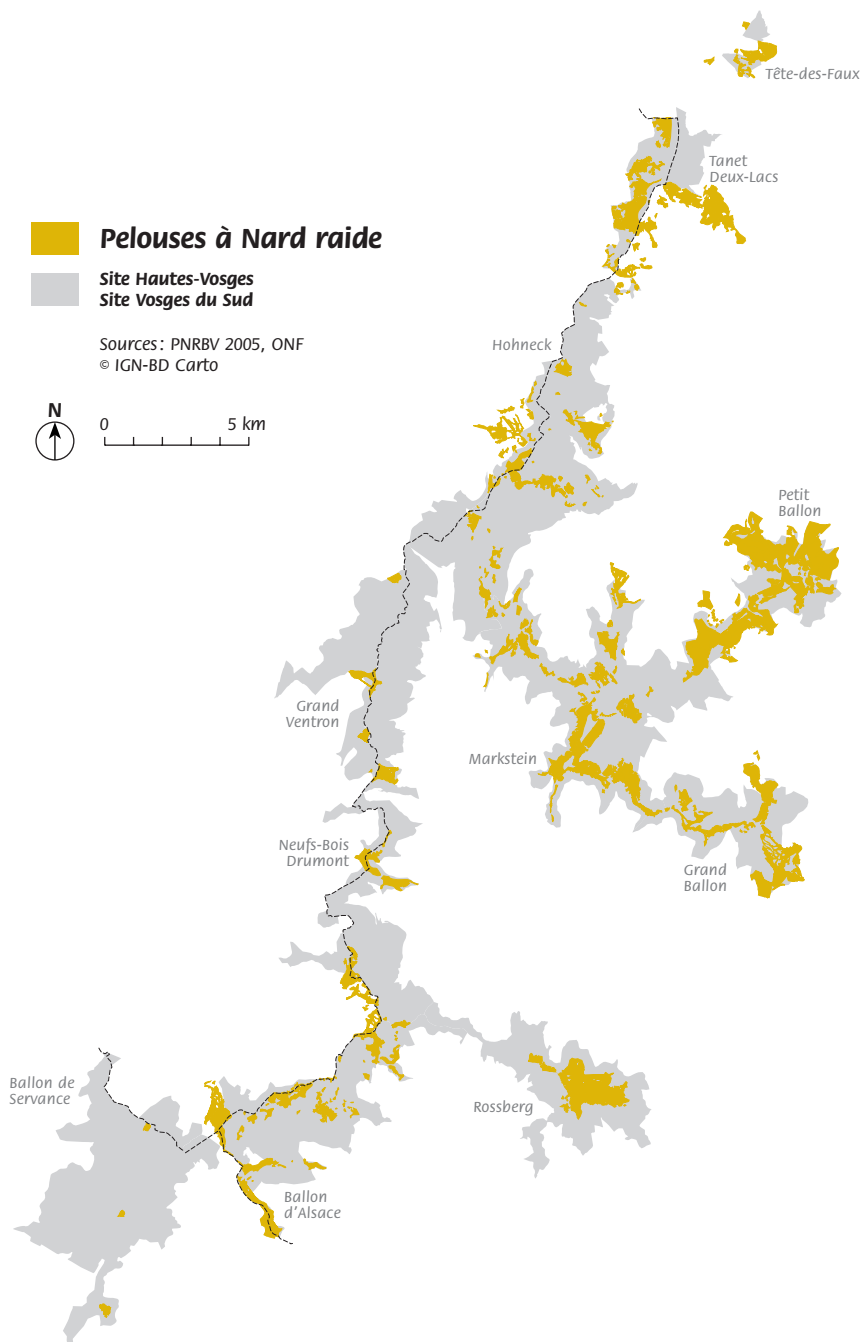 Tête-des-Faux
Tanet
Deux-Lacs
Pelouses à Nard raide
Site Hautes-Vosges
Site Vosges du Sud
Sources : PNRBV 2005, ONF
© IGN-BD Carto
N
0 5 km
Hohneck
Petit
Ballon
Grand
Ventron
Markstein
Neufs-Bois
Drumont
Grand
Ballon
Ballon de
Servance
Rossberg
Ballon
d'Alsace